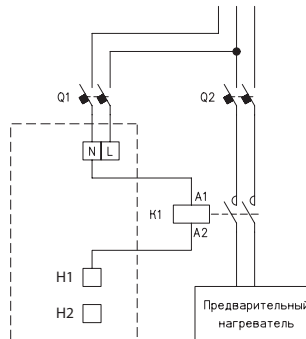 Q1
Q2
N L
A1
K1
A2
H1
H2
Предварительный
нагреватель